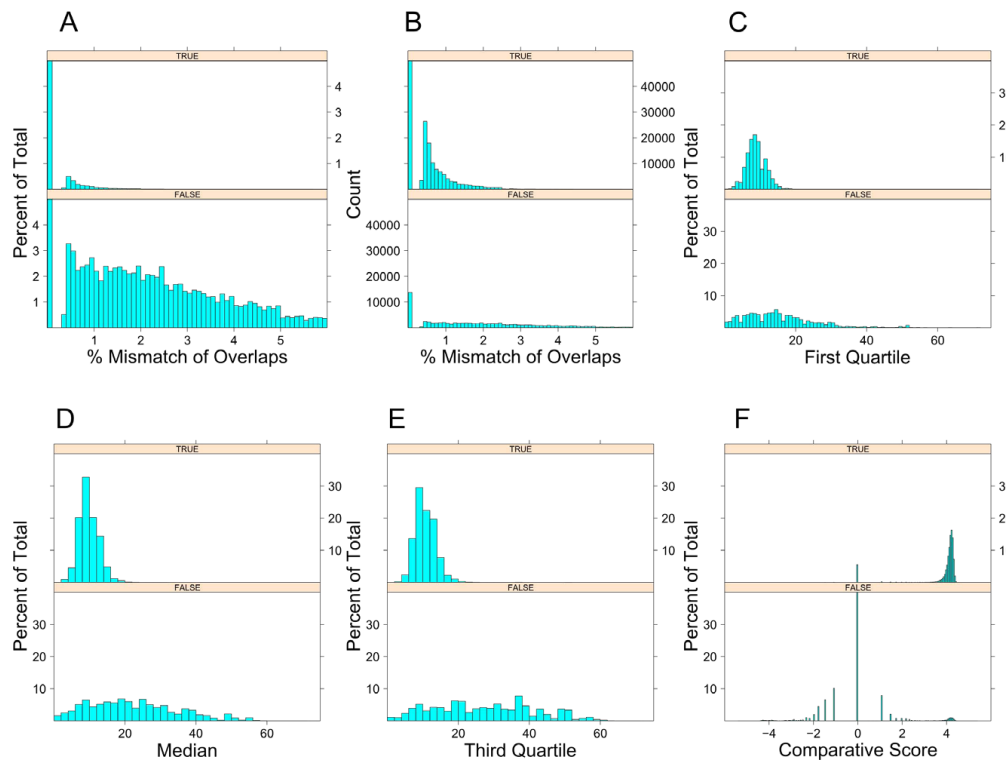 A
B
C
TRUE
TRUE
TRUE
4
3
2
1
40000
30000
20000
10000
3
2
1
Percent of Total
Count
Percent of Total
FALSE
FALSE
FALSE
4
3
2
1
40000
30000
20000
10000
30
20
10
1 2 3 4 5
1 2 3 4 5
20 40 60
% Mismatch of Overlaps
% Mismatch of Overlaps
First Quartile
D
E
F
TRUE
TRUE
TRUE
30
20
10
30
20
10
3
2
1
Percent of Total
Percent of Total
Percent of Total
FALSE
FALSE
FALSE
30
20
10
30
20
10
30
20
10
20 40 60
20 40 60
−4 −2 0 2 4
Median
Third Quartile
Comparative Score